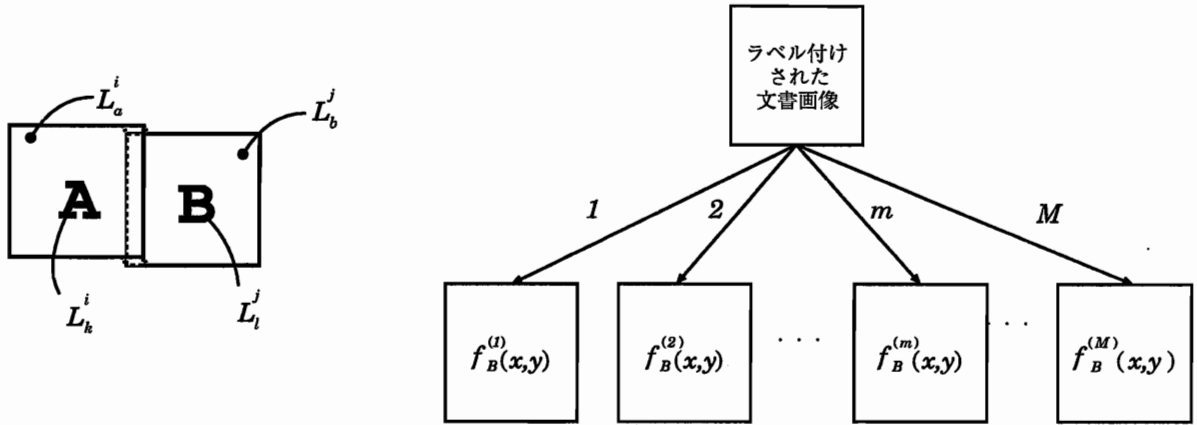 L_a^i
L_b^j
A B
L_k^i
L_l^j
ラベル付け
された
文書画像
1 2 m M
f_B^{(1)}(x,y) f_B^{(2)}(x,y) · · · f_B^{(m)}(x,y) · · · f_B^{(M)}(x,y)